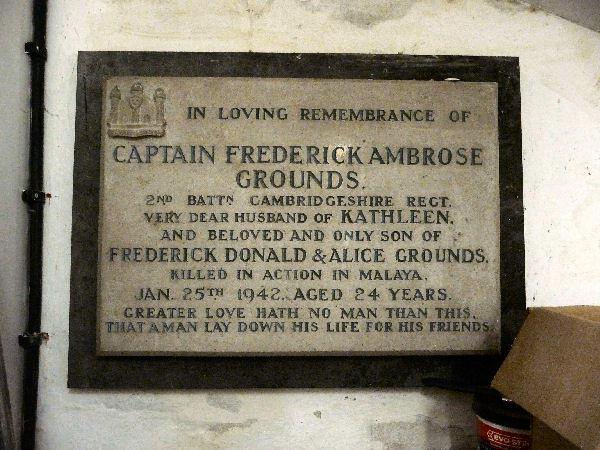 IN LOVING REMEMBRANCE OF
CAPTAIN FREDERICK AMBROSE
GROUNDS.
2ND BATTN CAMBRIDGESHIRE REGT.
VERY DEAR HUSBAND OF KATHLEEN.
AND BELOVED AND ONLY SON OF
FREDERICK DONALD & ALICE GROUNDS.
KILLED IN ACTION IN MALAYA.
JAN. 25TH 1942. AGED 24 YEARS.
GREATER LOVE HATH NO MAN THAN THIS.
THAT A MAN LAY DOWN HIS LIFE FOR HIS FRIENDS.